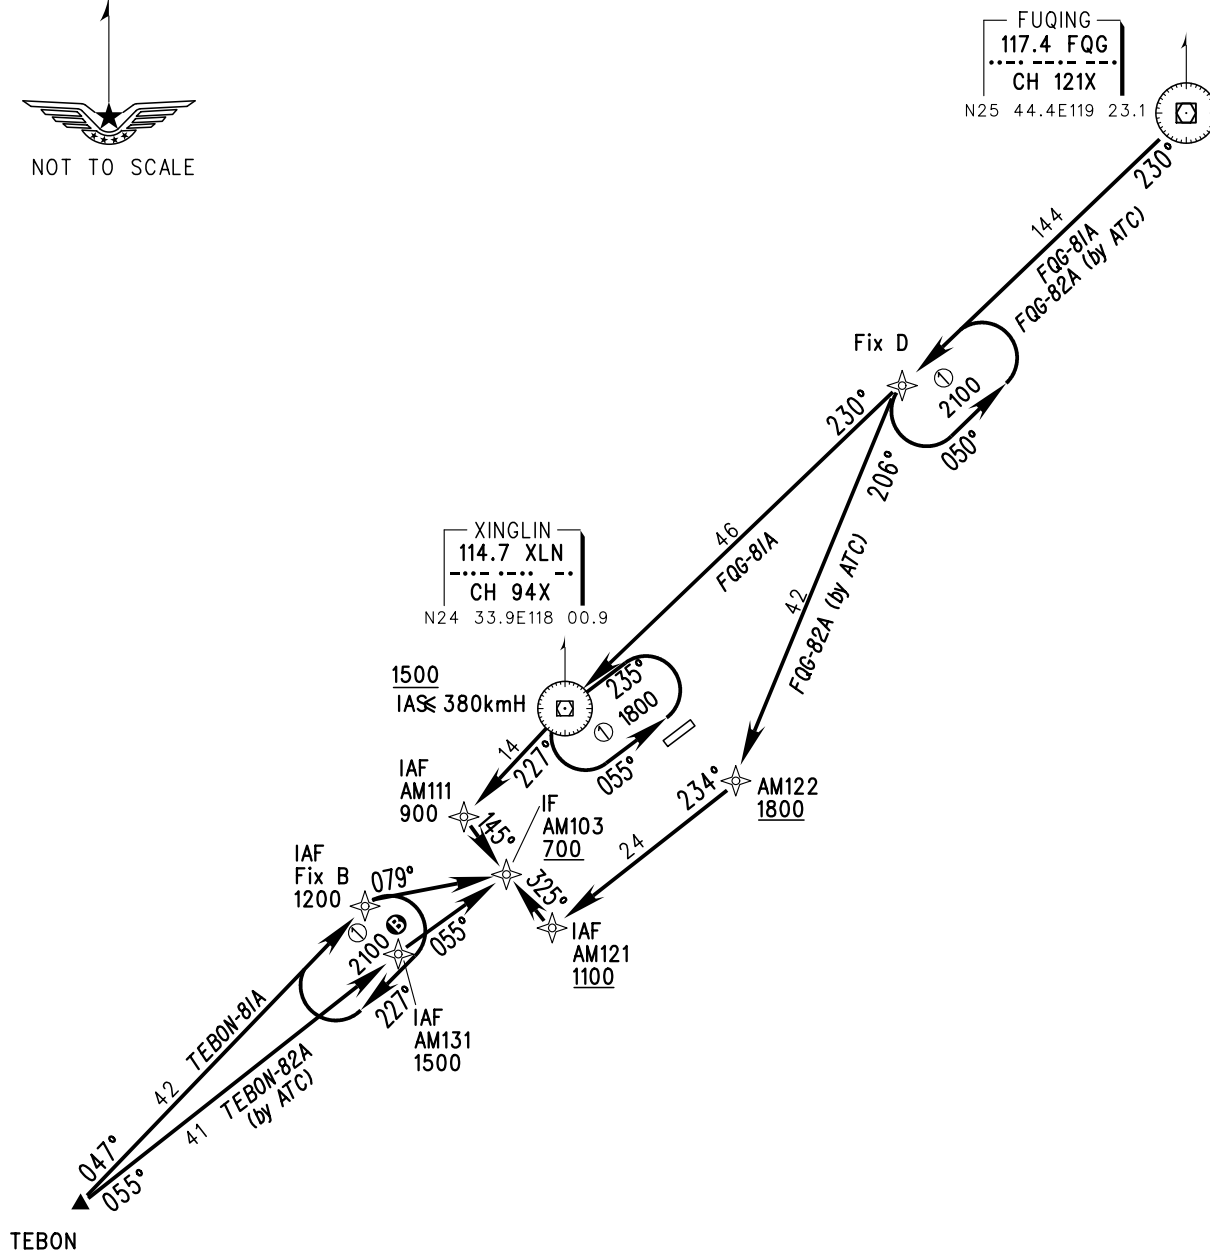 NOT TO SCALE
FUQING
117.4 FQG
CH 121X
N25 44.4E119 23.1
230°
144
FQG-81A
FQG-82A (by ATC)
Fix D
1
2100
050°
230°
206°
46
FQG-81A
42
FQG-82A (by ATC)
XINGLIN
114.7 XLN
CH 94X
N24 33.9E118 00.9
1500
IAS≤ 380kmH
235°
1800
1
055°
14
227°
IAF
AM111
900
145°
IF
AM103
700
234°
AM122
1800
24
325°
IAF
AM121
1100
IAF
Fix B
1200
079°
1
2100 B
055°
227°
IAF
AM131
1500
TEBON-81A
42
TEBON-82A
(by ATC)
41
047°
055°
TEBON